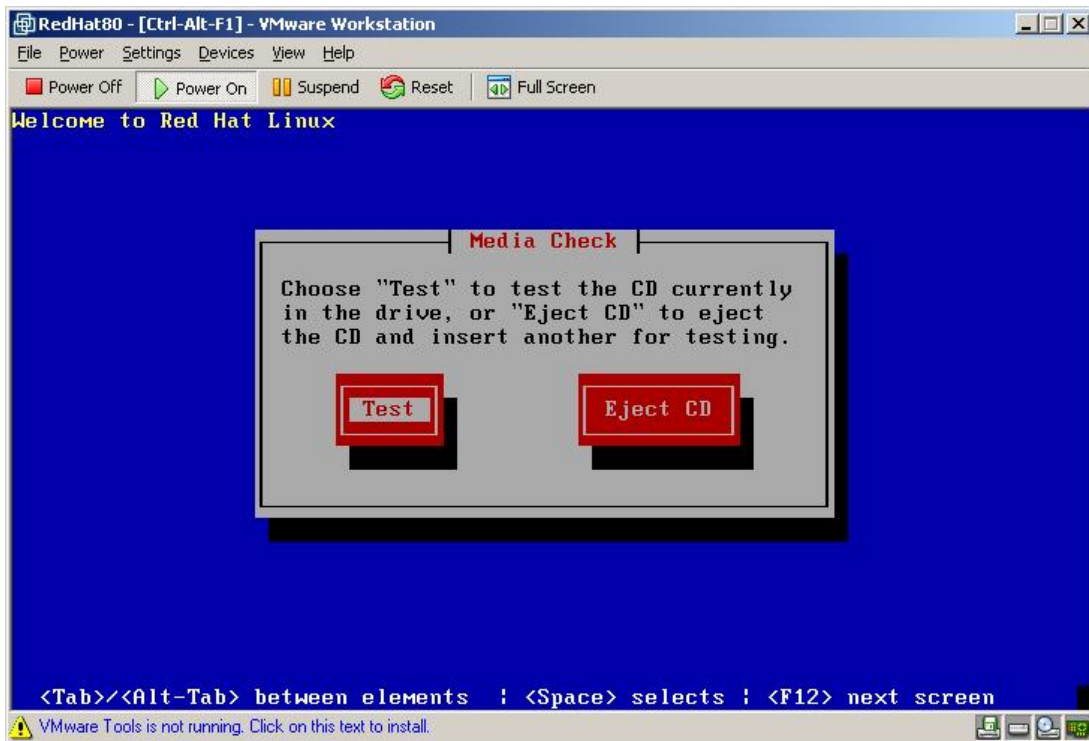 RedHat80 - [Ctrl-Alt-F1] - VMware Workstation
File Power Settings Devices View Help
Power Off Power On Suspend Reset Full Screen
Welcome to Red Hat Linux
Media Check
Choose "Test" to test the CD currently
in the drive, or "Eject CD" to eject
the CD and insert another for testing.
Test Eject CD
<Tab>/<Alt-Tab> between elements ¦ <Space> selects ¦ <F12> next screen
VMware Tools is not running. Click on this text to install.